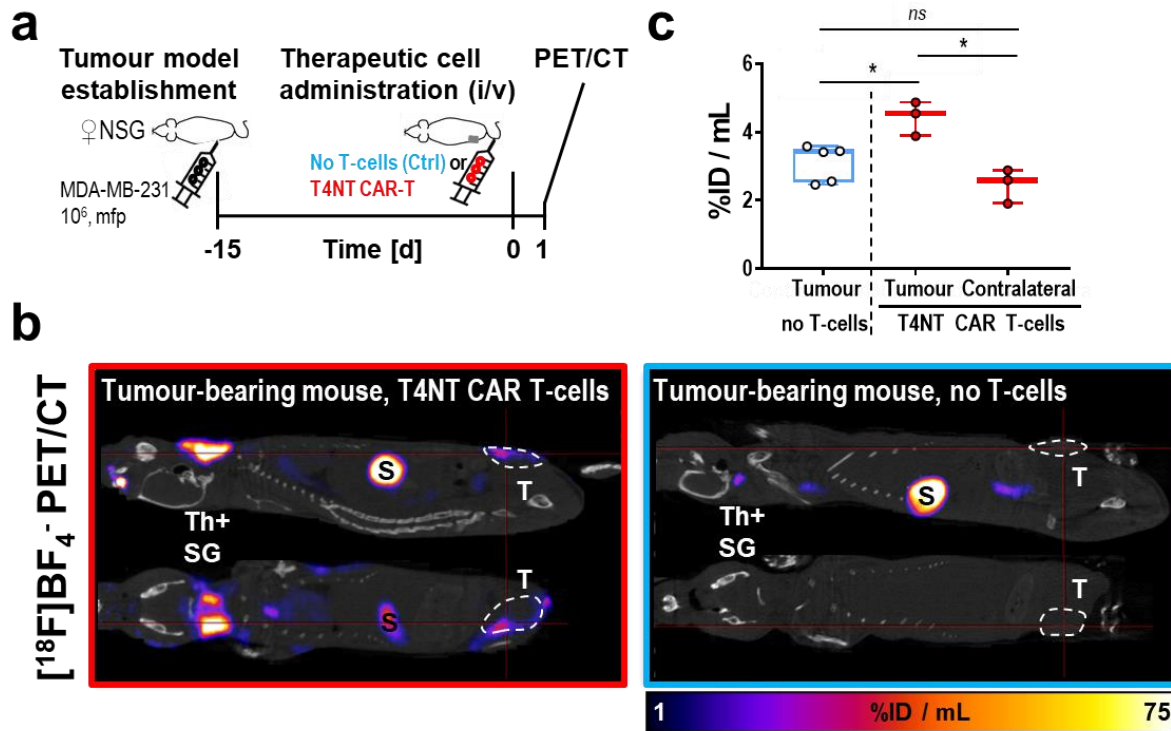 a
Tumour model
establishment
♀NSG
MDA-MB-231
10⁶, mfp
Therapeutic cell
administration (i/v)
No T-cells (Ctrl) or
T4NT CAR-T
PET/CT
-15
Time [d]
0
1
c
ns
*
*
%ID / mL
6
4
2
0
Tumour
Tumour
Contralateral
no T-cells
T4NT CAR T-cells
b
[¹⁸F]BF₄⁻ PET/CT
Tumour-bearing mouse, T4NT CAR T-cells
S
T
Th+
SG
T
S
Tumour-bearing mouse, no T-cells
S
T
Th+
SG
T
1
%ID / mL
75